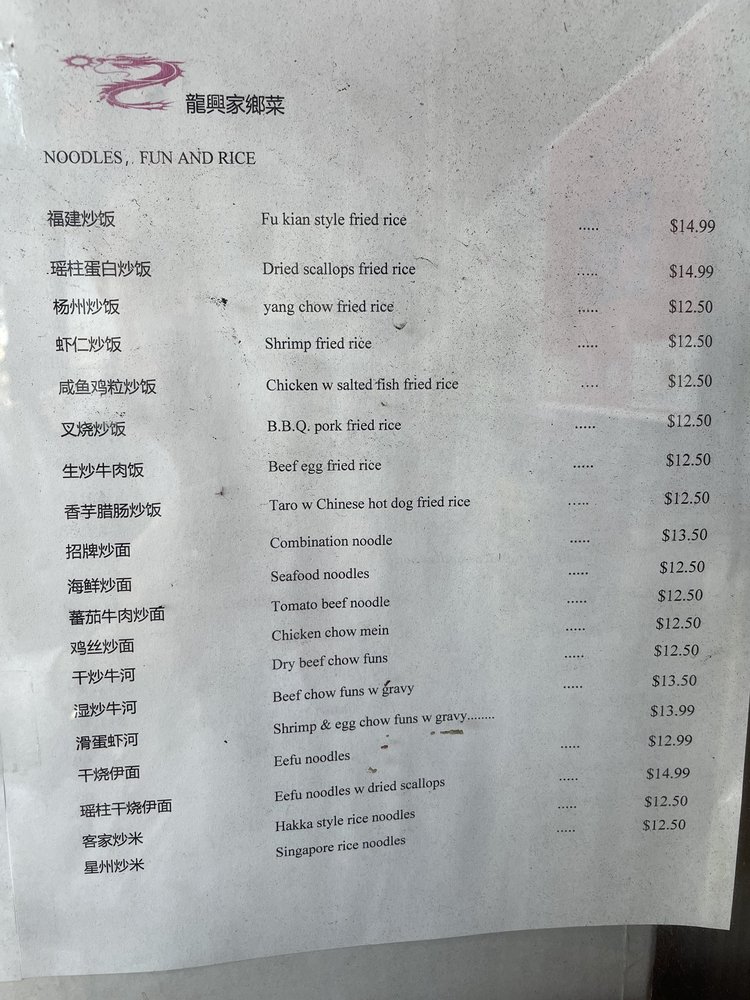 龍興家鄉菜
NOODLES, FUN AND RICE
福建炒饭 Fu kian style fried rice ..... $14.99
瑶柱蛋白炒饭 Dried scallops fried rice ..... $14.99
杨州炒饭 yang chow fried rice ..... $12.50
虾仁炒饭 Shrimp fried rice ..... $12.50
咸鱼鸡粒炒饭 Chicken w salted fish fried rice .... $12.50
叉烧炒饭 B.B.Q. pork fried rice ..... $12.50
生炒牛肉饭 Beef egg fried rice ..... $12.50
香芋腊肠炒饭 Taro w Chinese hot dog fried rice ..... $12.50
招牌炒面 Combination noodle ..... $13.50
海鲜炒面 Seafood noodles ..... $12.50
蕃茄牛肉炒面 Tomato beef noodle ..... $12.50
鸡丝炒面 Chicken chow mein ..... $12.50
干炒牛河 Dry beef chow funs ..... $12.50
湿炒牛河 Beef chow funs w gravy ..... $13.50
滑蛋虾河 Shrimp & egg chow funs w gravy........ $13.99
干烧伊面 Eefu noodles ..... $12.99
瑶柱干烧伊面 Eefu noodles w dried scallops ..... $14.99
客家炒米 Hakka style rice noodles ..... $12.50
星州炒米 Singapore rice noodles ..... $12.50